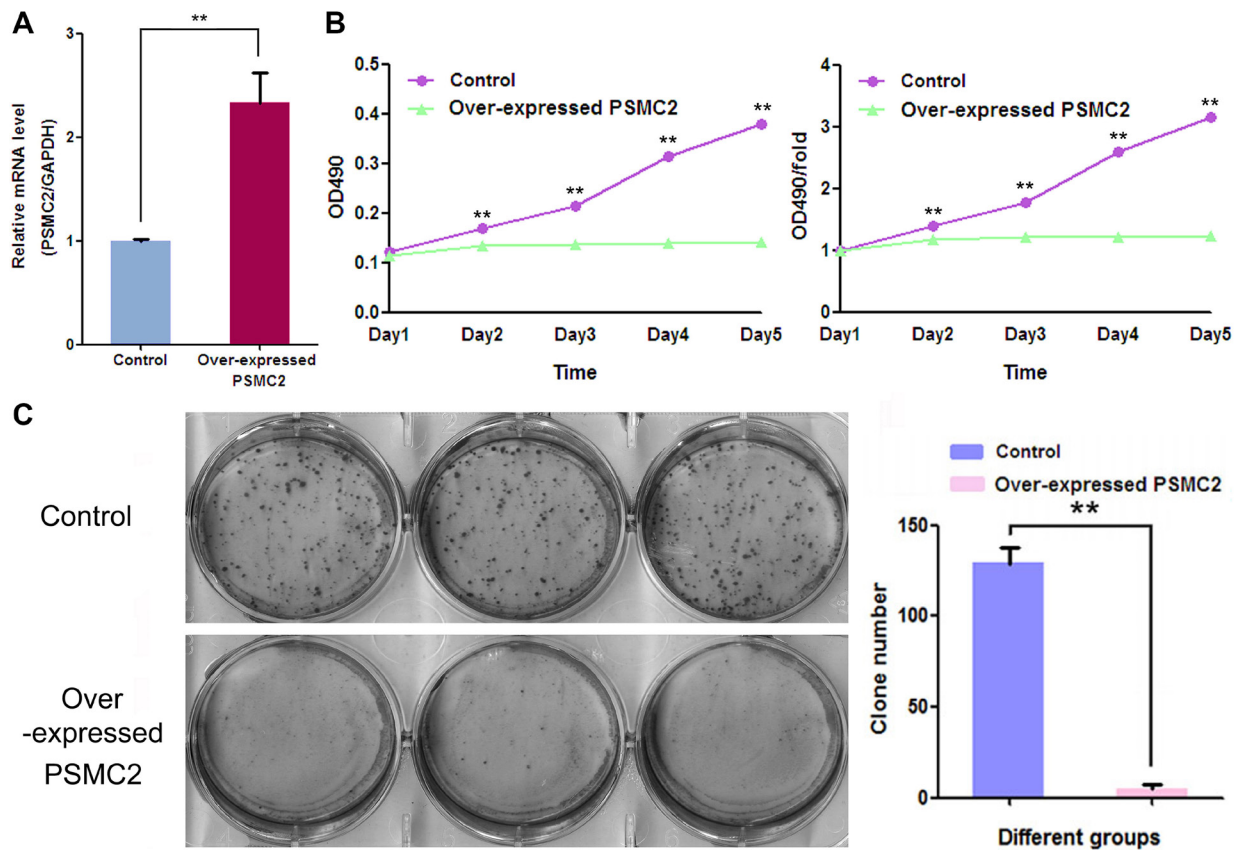 A
**
Relative mRNA level
(PSMC2/GAPDH)
3
2
1
0
Control
Over-expressed
PSMC2
B
OD490
0.5
0.4
0.3
0.2
0.1
0.0
Control
Over-expressed PSMC2
**
**
**
**
Day1
Day2
Day3
Day4
Day5
Time
OD490/fold
4
3
2
1
0
Control
Over-expressed PSMC2
**
**
**
**
Day1
Day2
Day3
Day4
Day5
Time
C
Control
Over
-expressed
PSMC2
Control
Over-expressed PSMC2
**
Clone number
150
100
50
0
Different groups